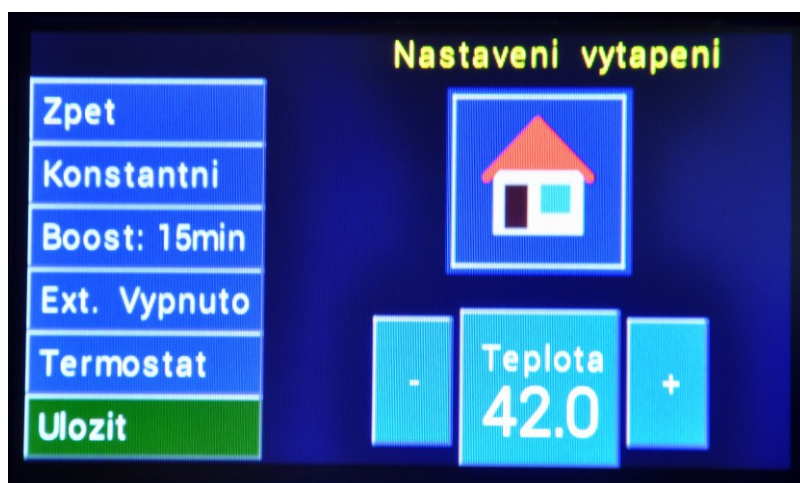 Nastaveni vytapeni
Zpet
Konstantni
Boost: 15min
Ext. Vypnuto
Termostat
Ulozit
-
Teplota
42.0
+